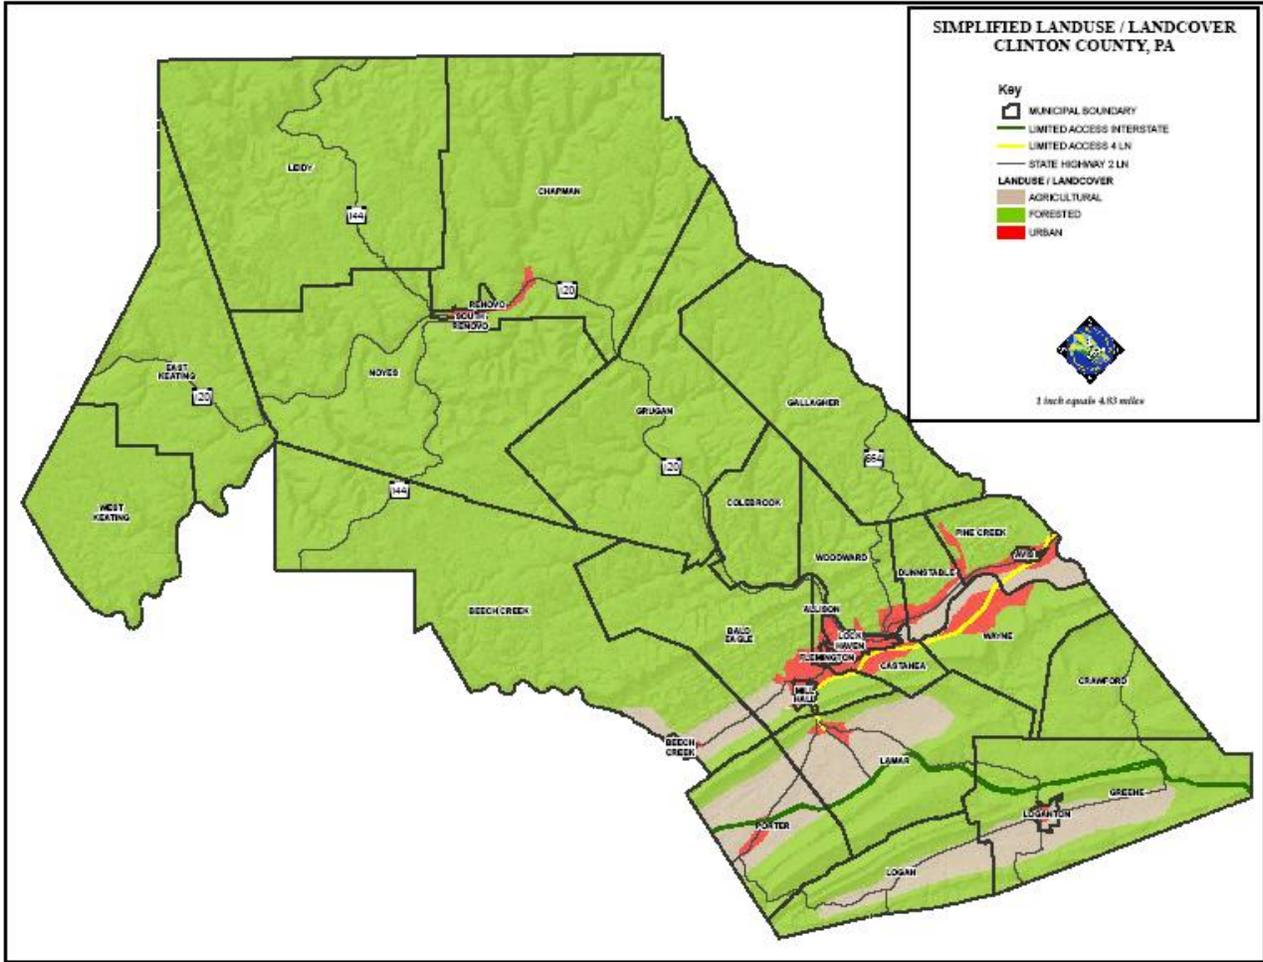 SIMPLIFIED LANDUSE / LANDCOVER
CLINTON COUNTY, PA
Key
MUNICIPAL BOUNDARY
LIMITED ACCESS INTERSTATE
LIMITED ACCESS 4 LN
STATE HIGHWAY 2 LN
LANDUSE / LANDCOVER
AGRICULTURAL
FORESTED
URBAN
1 inch equals 4.83 miles
LEIDY
CHAPMAN
144
120
RENOVO
SOUTH
RENOVO
EAST
KEATING
120
NOYES
GRUGAN
GALLAGHER
120
664
144
WEST
KEATING
COLEBROOK
PINE CREEK
AVIS
WOODWARD
DUNNSTABLE
BEECH CREEK
ALLISON
BALD
EAGLE
LOCK
HAVEN
WAYNE
FLEMINGTON
CASTANEA
CRAWFORD
MILL
HALL
BEECH
CREEK
LAMAR
GREENE
LOGANTON
PORTER
LOGAN